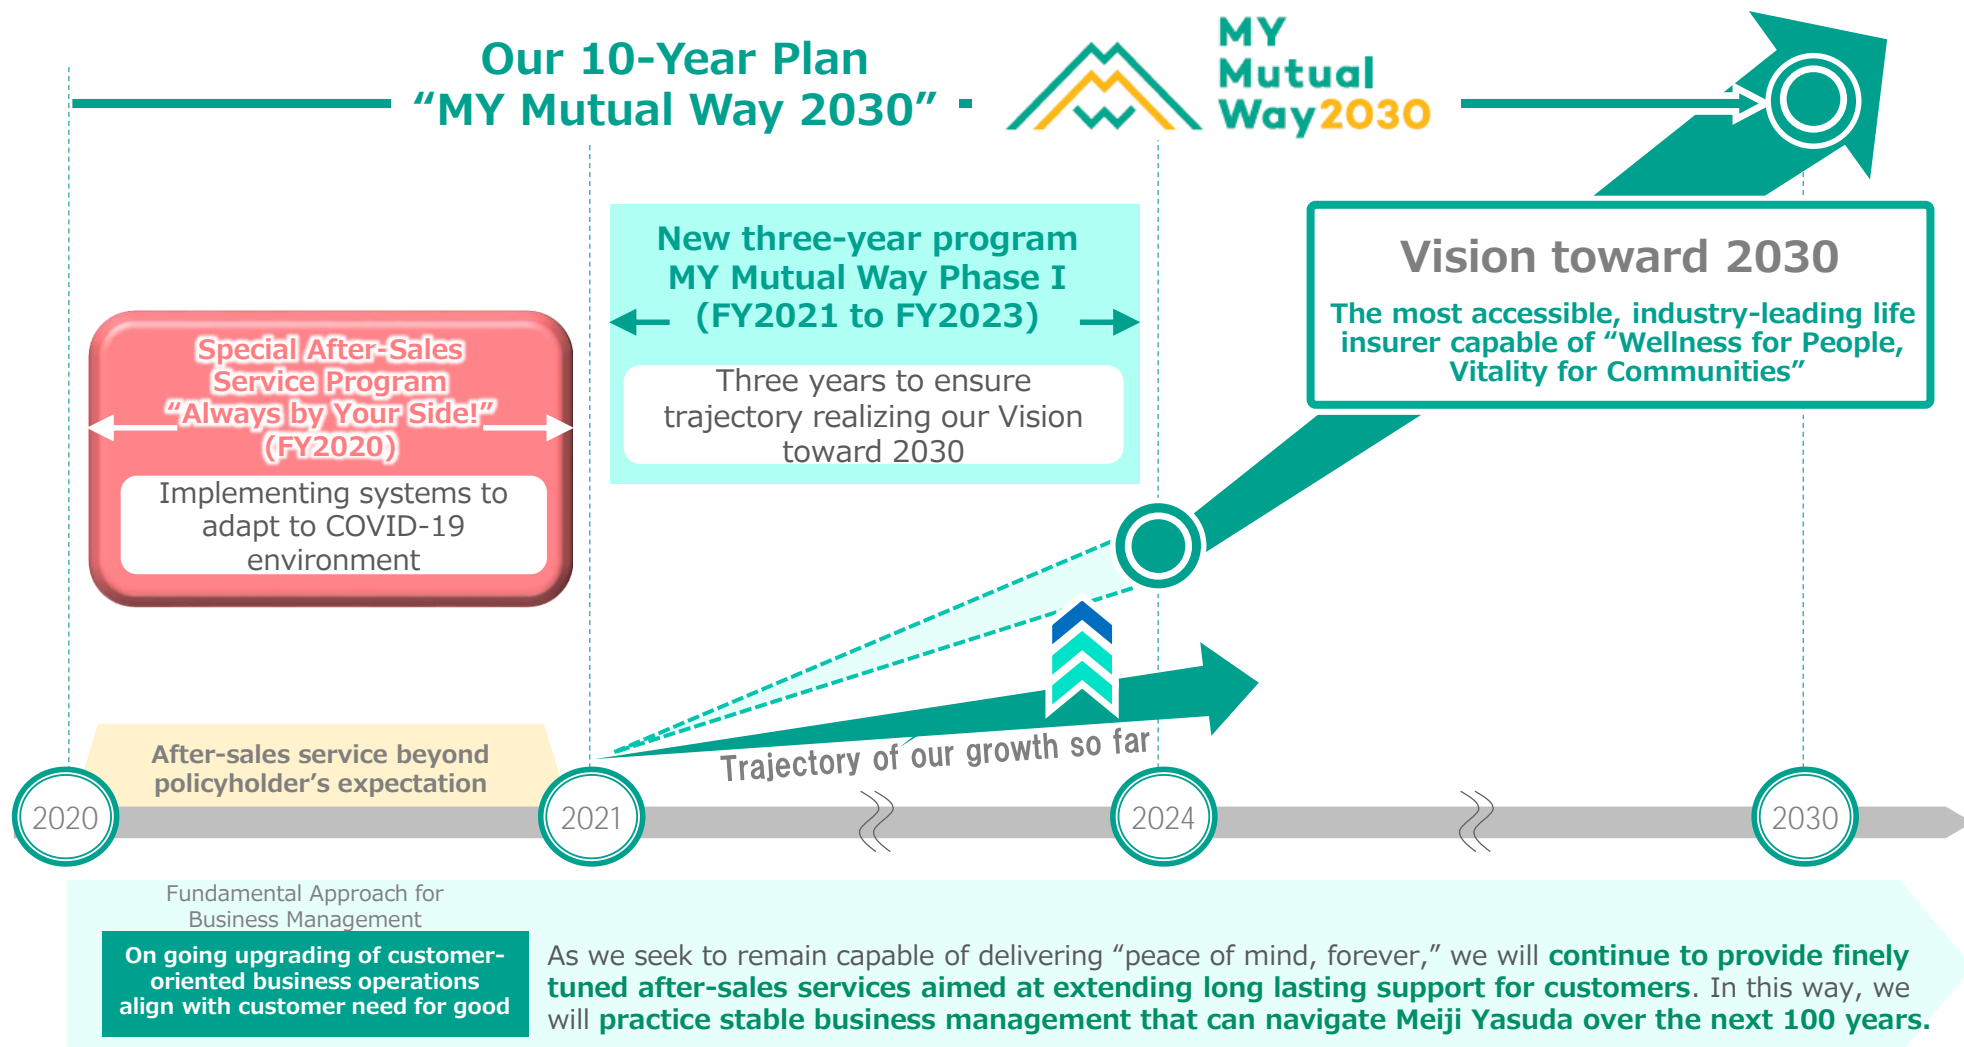 Our 10-Year Plan
“MY Mutual Way 2030”
MY
Mutual
Way2030
New three-year program
MY Mutual Way Phase I
(FY2021 to FY2023)
Three years to ensure
trajectory realizing our Vision
toward 2030
Vision toward 2030
The most accessible, industry-leading life
insurer capable of “Wellness for People,
Vitality for Communities”
Special After-Sales
Service Program
“Always by Your Side!”
(FY2020)
Implementing systems to
adapt to COVID-19
environment
After-sales service beyond
policyholder’s expectation
Trajectory of our growth so far
2020
2021
2024
2030
Fundamental Approach for
Business Management
On going upgrading of customer-
oriented business operations
align with customer need for good
As we seek to remain capable of delivering “peace of mind, forever,” we will continue to provide finely
tuned after-sales services aimed at extending long lasting support for customers. In this way, we
will practice stable business management that can navigate Meiji Yasuda over the next 100 years.